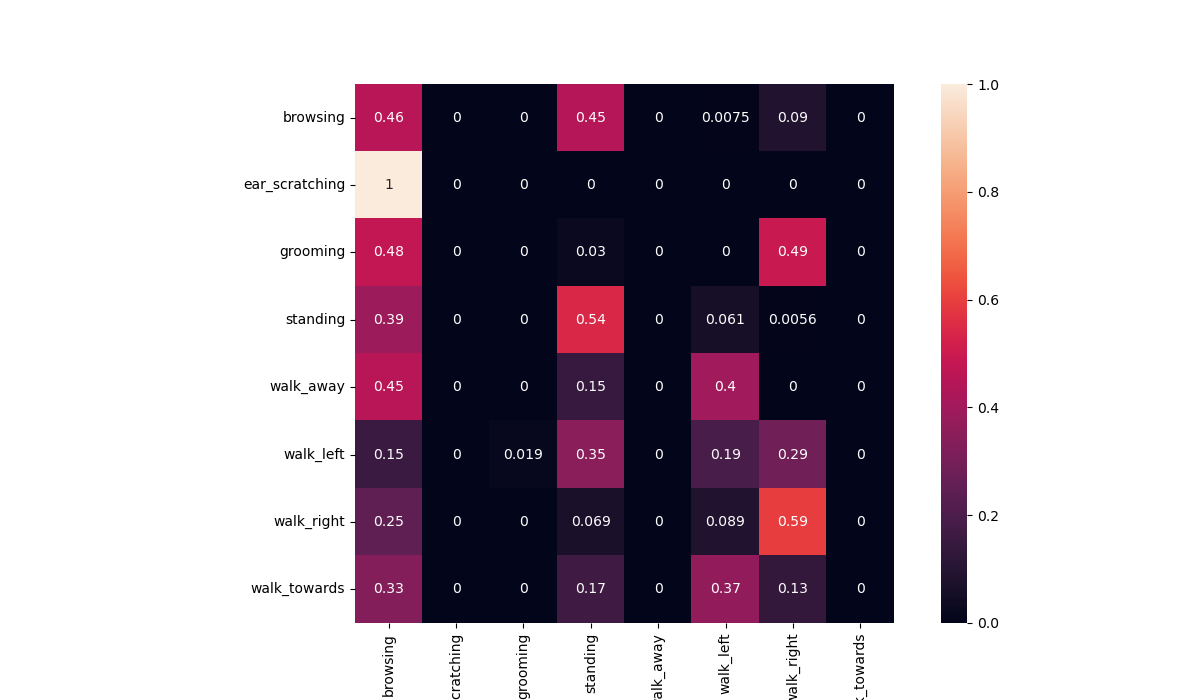 browsing 0.46 0 0 0.45 0 0.0075 0.09 0
ear_scratching 1 0 0 0 0 0 0 0
grooming 0.48 0 0 0.03 0 0 0.49 0
standing 0.39 0 0 0.54 0 0.061 0.0056 0
walk_away 0.45 0 0 0.15 0 0.4 0 0
walk_left 0.15 0 0.019 0.35 0 0.19 0.29 0
walk_right 0.25 0 0 0.069 0 0.089 0.59 0
walk_towards 0.33 0 0 0.17 0 0.37 0.13 0
browsing
cratching
grooming
standing
alk_away
walk_left
walk_right
k_towards
1.0
0.8
0.6
0.4
0.2
0.0